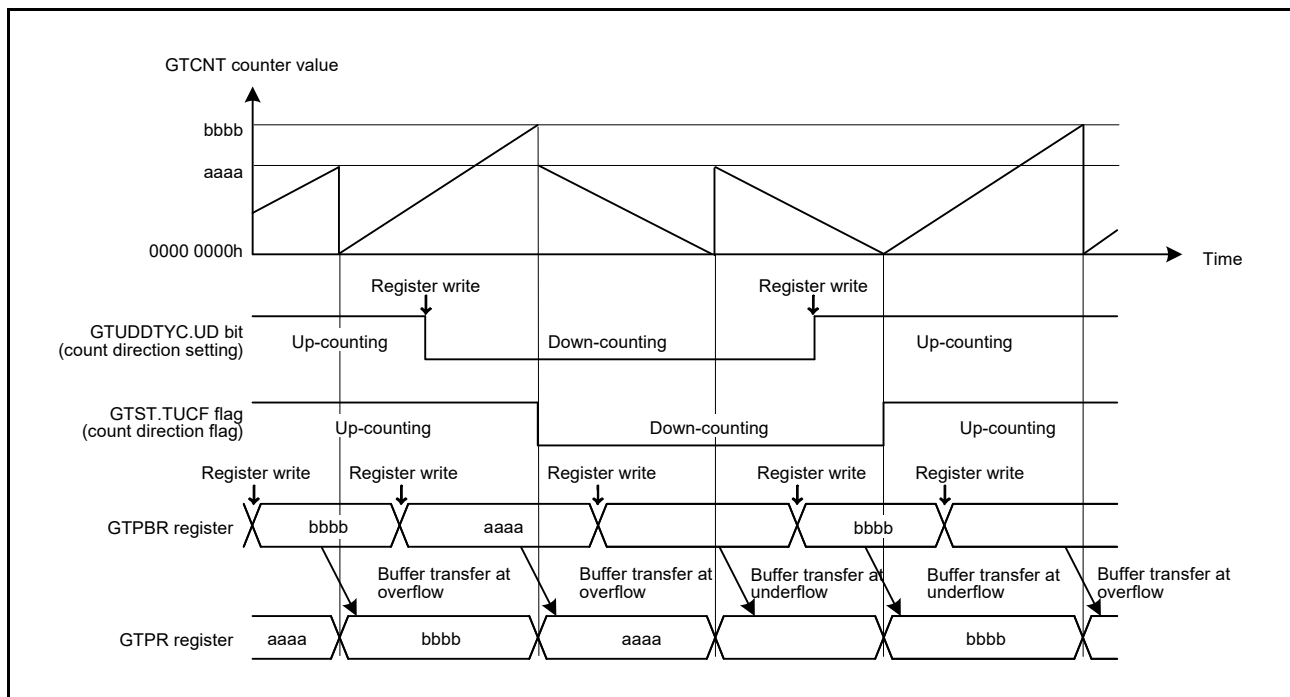 GTCNT counter value
bbbb
aaaa
0000 0000h
Time
Register write
Register write
GTUDDTYC.UD bit
(count direction setting)
Up-counting
Down-counting
Up-counting
GTST.TUCF flag
(count direction flag)
Up-counting
Down-counting
Up-counting
Register write
Register write
Register write
Register write
Register write
GTPBR register
bbbb
aaaa
bbbb
Buffer transfer at
overflow
Buffer transfer at
overflow
Buffer transfer at
underflow
Buffer transfer at
underflow
Buffer transfer at
overflow
GTPR register
aaaa
bbbb
aaaa
bbbb